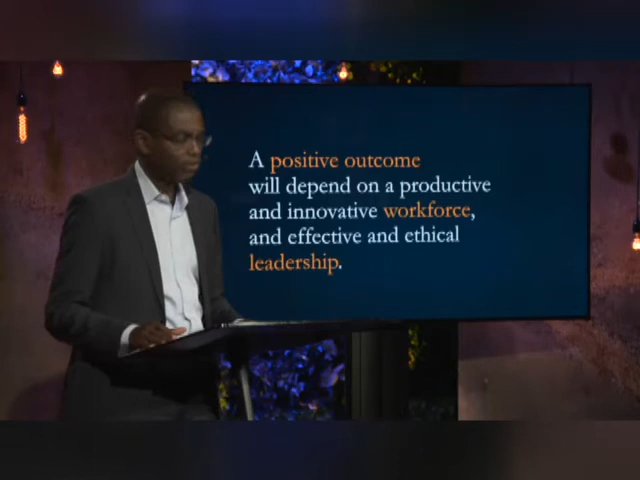 A positive outcome
will depend on a productive
and innovative workforce,
and effective and ethical
leadership.